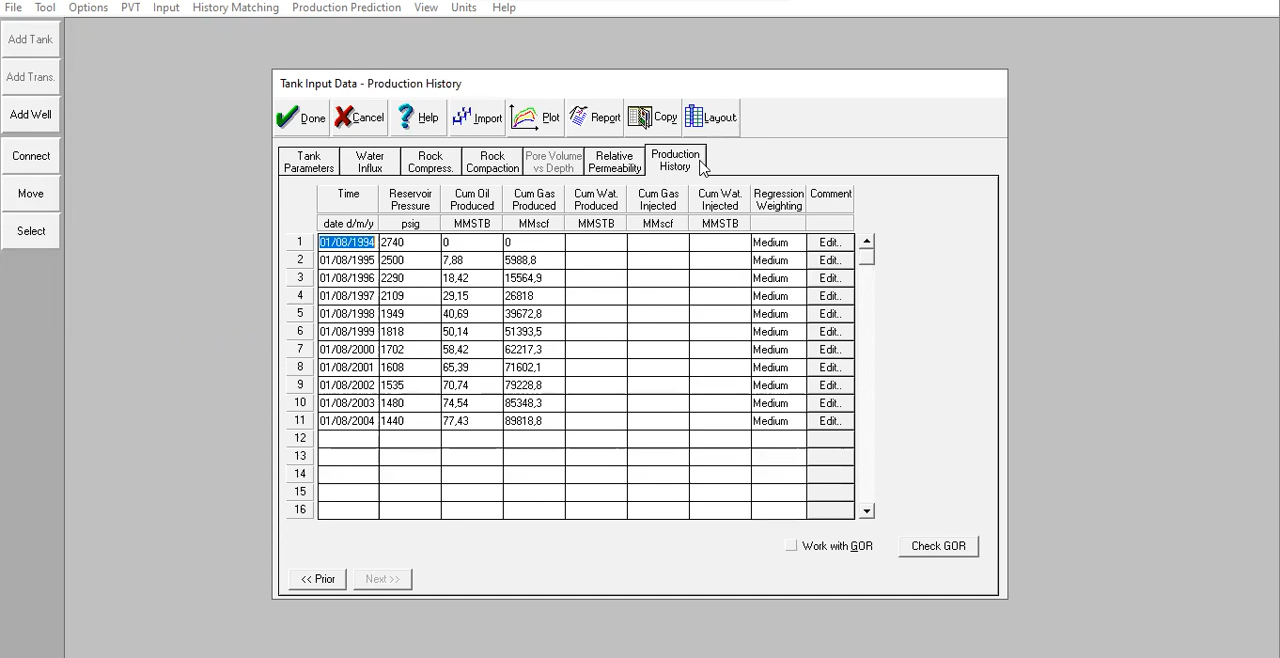 File Tool Options PVT Input History Matching Production Prediction View Units Help
Add Tank
Add Trans.
Add Well
Connect
Move
Select
Tank Input Data - Production History
Done Cancel Help Import Plot Report Copy Layout
Tank Parameters Water Influx Rock Compress. Rock Compaction Pore Volume vs Depth Relative Permeability Production History
Time Reservoir Pressure Cum Oil Produced Cum Gas Produced Cum Wat. Produced Cum Gas Injected Cum Wat. Injected Regression Weighting Comment
date d/m/y psig MMSTB MMscf MMSTB MMscf MMSTB
1 01/08/1994 2740 0 0 Medium Edit..
2 01/08/1995 2500 7,88 5988,8 Medium Edit..
3 01/08/1996 2290 18,42 15564,9 Medium Edit..
4 01/08/1997 2109 29,15 26818 Medium Edit..
5 01/08/1998 1949 40,69 39672,8 Medium Edit..
6 01/08/1999 1818 50,14 51393,5 Medium Edit..
7 01/08/2000 1702 58,42 62217,3 Medium Edit..
8 01/08/2001 1608 65,39 71602,1 Medium Edit..
9 01/08/2002 1535 70,74 79228,8 Medium Edit..
10 01/08/2003 1480 74,54 85348,3 Medium Edit..
11 01/08/2004 1440 77,43 89818,8 Medium Edit..
12
13
14
15
16
Work with GOR Check GOR
<< Prior Next >>